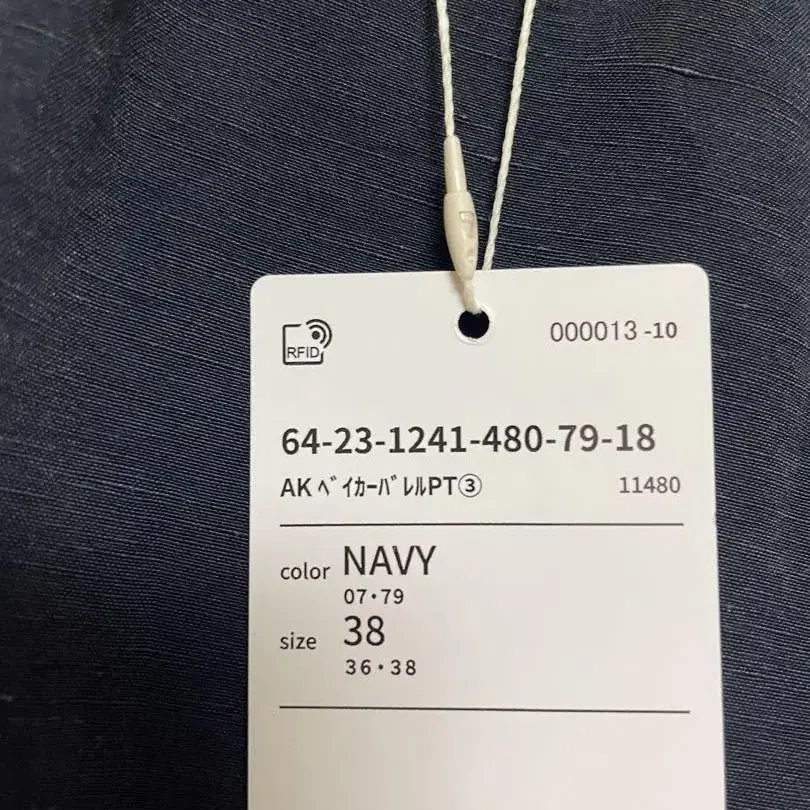 RFID
000013 -10
64-23-1241-480-79-18
AK ﾍﾞｲｶｰﾊﾞﾚﾙPT③ 11480
color NAVY
07・79
size 38
36・38